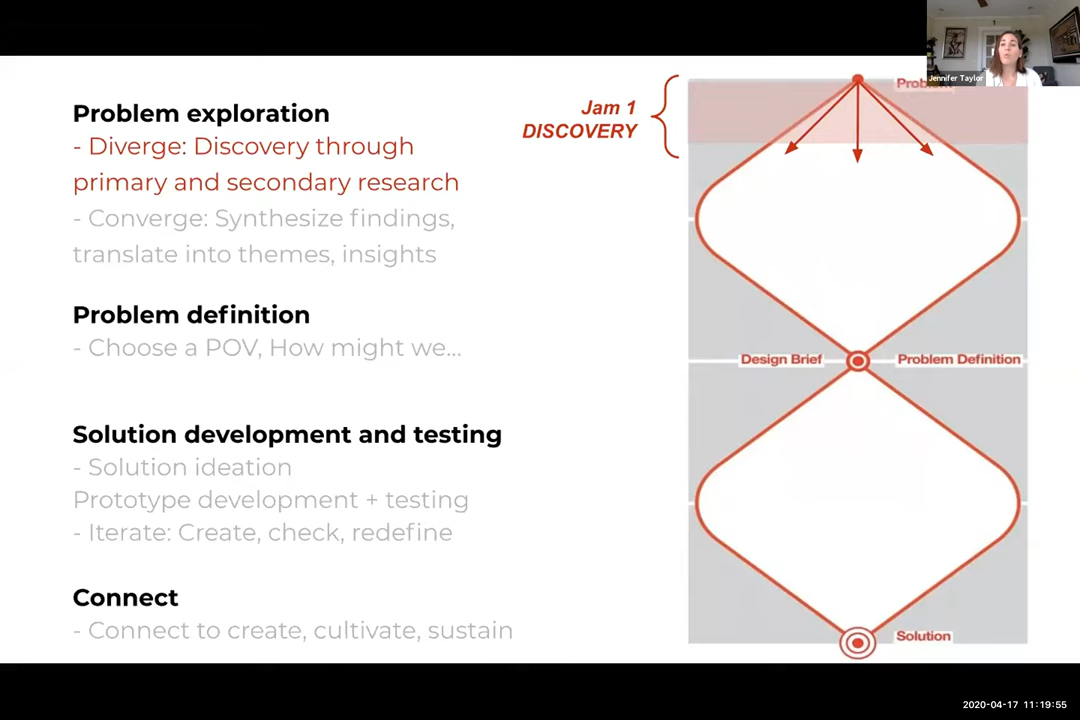 Problem exploration
- Diverge: Discovery through
primary and secondary research
- Converge: Synthesize findings,
translate into themes, insights
Problem definition
- Choose a POV, How might we...
Solution development and testing
- Solution ideation
Prototype development + testing
- Iterate: Create, check, redefine
Connect
- Connect to create, cultivate, sustain
Jam 1
DISCOVERY
Jennifer Taylor
Design Brief
Problem Definition
Solution
2020-04-17 11:19:55